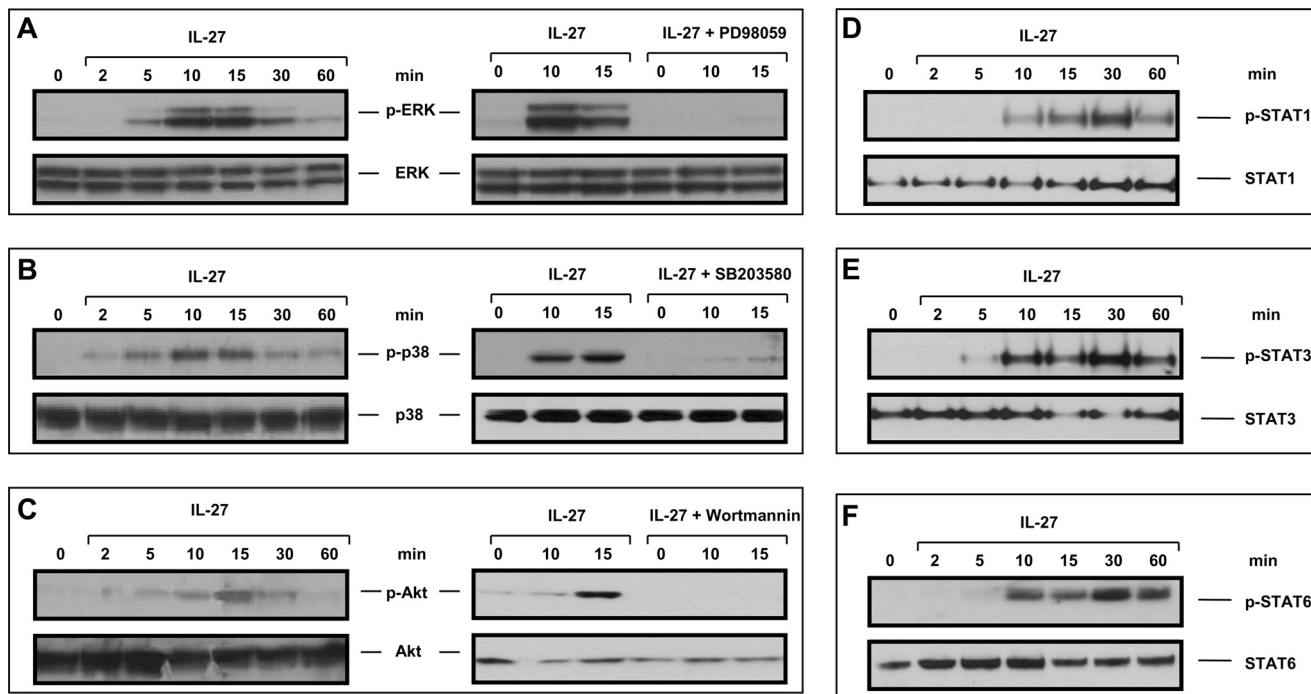 A
IL-27
0 2 5 10 15 30 60 min
p-ERK
ERK
IL-27 IL-27 + PD98059
0 10 15 0 10 15
B
IL-27
0 2 5 10 15 30 60 min
p-p38
p38
IL-27 IL-27 + SB203580
0 10 15 0 10 15
C
IL-27
0 2 5 10 15 30 60 min
p-Akt
Akt
IL-27 IL-27 + Wortmannin
0 10 15 0 10 15
D
IL-27
0 2 5 10 15 30 60 min
p-STAT1
STAT1
E
IL-27
0 2 5 10 15 30 60 min
p-STAT3
STAT3
F
IL-27
0 2 5 10 15 30 60 min
p-STAT6
STAT6